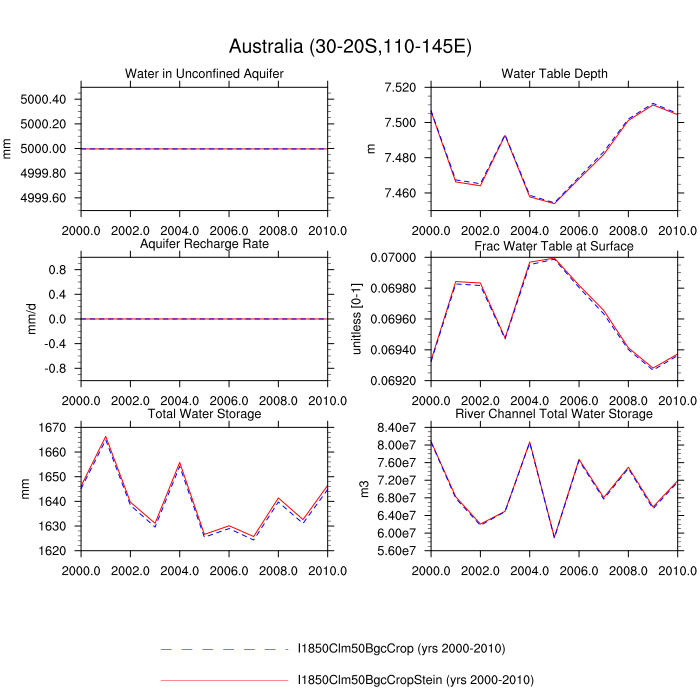 Australia (30-20S,110-145E)
Water in Unconfined Aquifer
5000.40
5000.20
5000.00
4999.80
4999.60
mm
2000.0 2002.0 2004.0 2006.0 2008.0 2010.0
Water Table Depth
7.520
7.500
7.480
7.460
m
2000.0 2002.0 2004.0 2006.0 2008.0 2010.0
Aquifer Recharge Rate
0.8
0.4
0.0
-0.4
-0.8
mm/d
2000.0 2002.0 2004.0 2006.0 2008.0 2010.0
Frac Water Table at Surface
0.07000
0.06980
0.06960
0.06940
0.06920
unitless [0-1]
2000.0 2002.0 2004.0 2006.0 2008.0 2010.0
Total Water Storage
1670
1660
1650
1640
1630
1620
mm
2000.0 2002.0 2004.0 2006.0 2008.0 2010.0
River Channel Total Water Storage
8.40e7
8.00e7
7.60e7
7.20e7
6.80e7
6.40e7
6.00e7
5.60e7
m3
2000.0 2002.0 2004.0 2006.0 2008.0 2010.0
I1850Clm50BgcCrop (yrs 2000-2010)
I1850Clm50BgcCropStein (yrs 2000-2010)